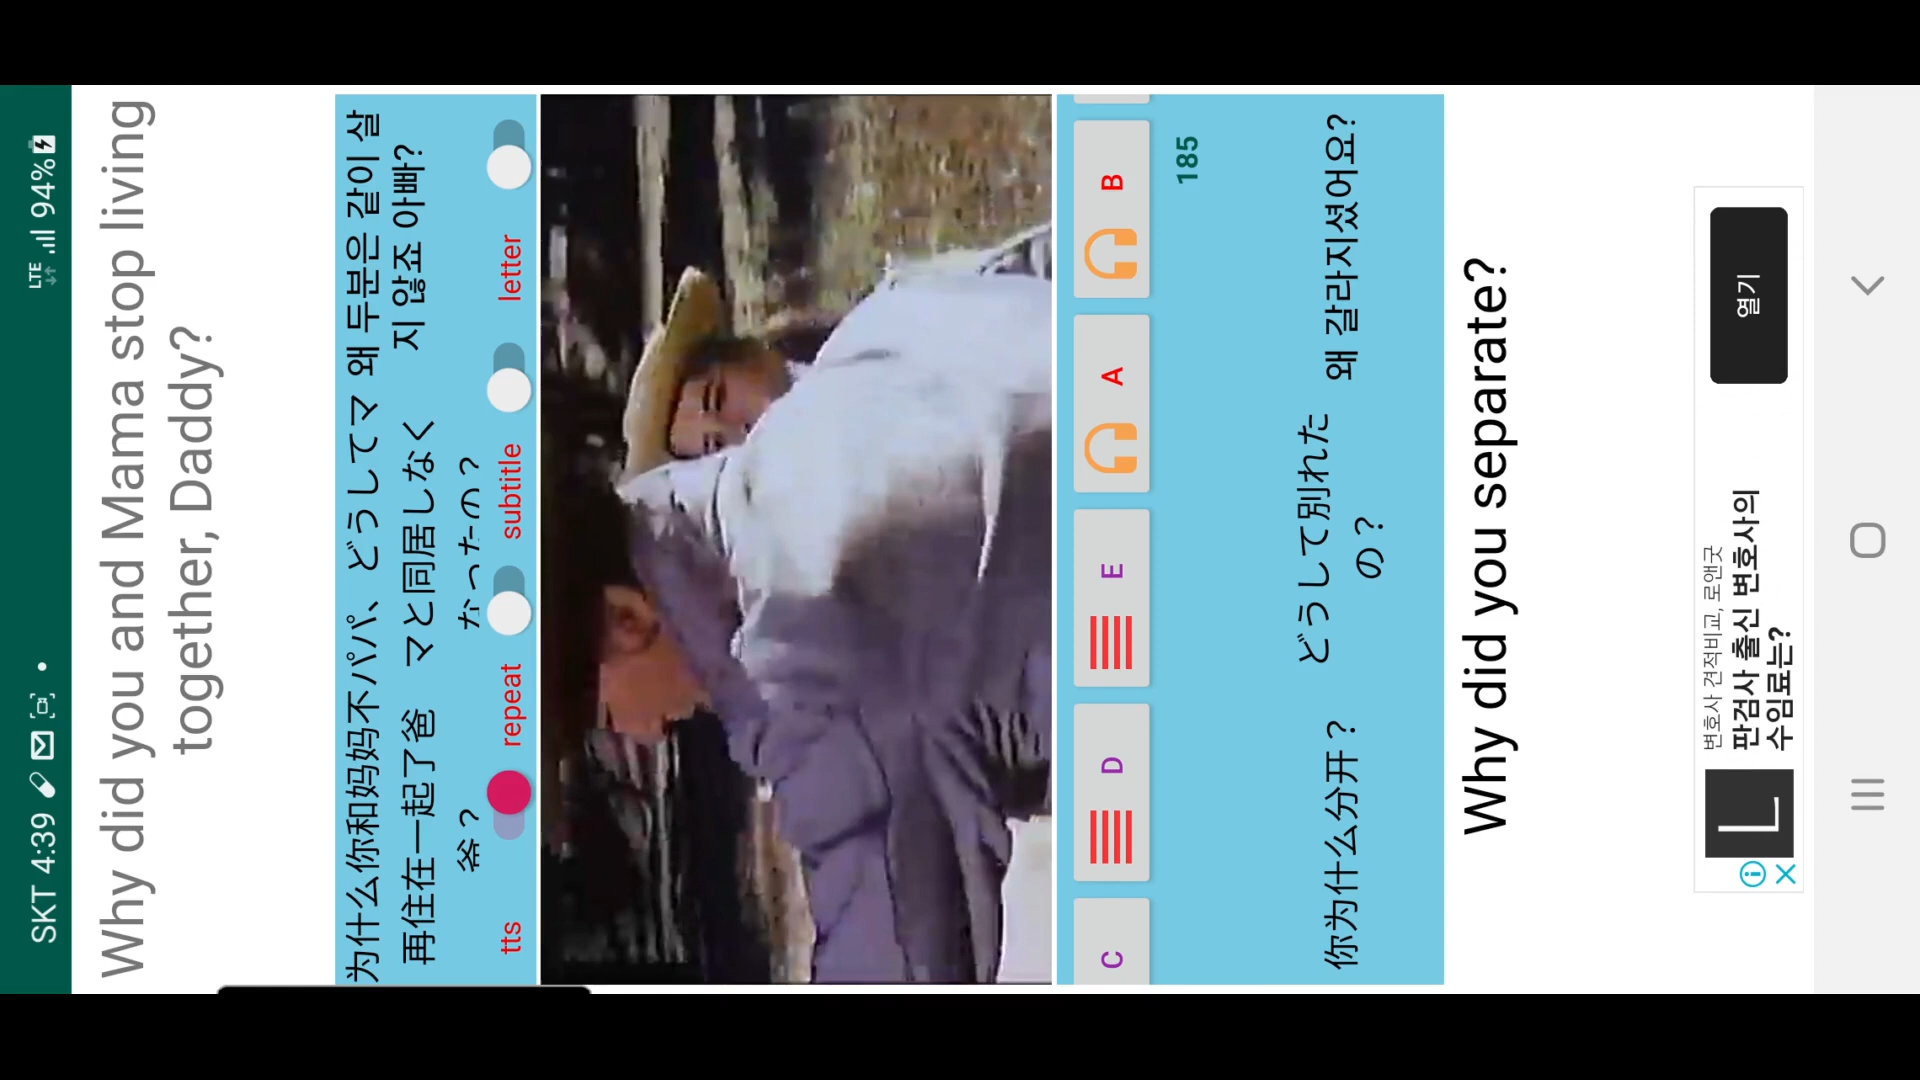 SKT 4:39
LTE 94%
Why did you and Mama stop living
together, Daddy?
为什么你和妈妈不
再住在一起了爸
爸？
パパ、どうしてマ
マと同居しなく
なったの？
왜 두분은 같이 살
지 않죠 아빠?
tts
repeat
subtitle
letter
C
D
E
A
B
185
你为什么分开？
どうして別れた
の？
왜 갈라지셨어요?
Why did you separate?
변호사 견적비교, 로앤굿
판검사 출신 변호사의
수임료는?
열기